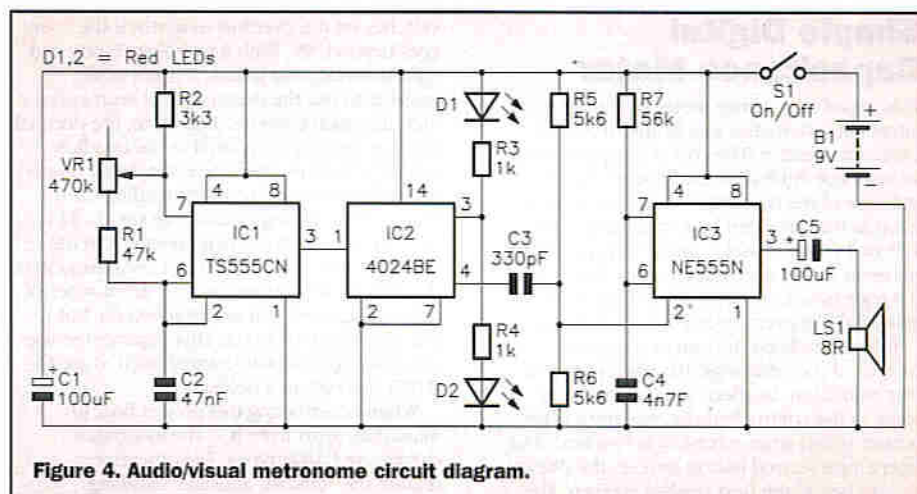 D1,2 = Red LEDs
R2
3k3
VR1
470k
R1
47k
7
6
4
8
IC1
TS555CN
3
2
1
C1
100uF
+
C2
47nF
1
14
IC2
4024BE
3
4
2
7
D1
R3
1k
C3
330pF
R4
1k
D2
R5
5k6
R6
5k6
R7
56k
7
6
4
8
IC3
NE555N
3
2
1
C4
4n7F
S1
On/Off
B1
9V
+
−
+
C5
100uF
LS1
8R
Figure 4. Audio/visual metronome circuit diagram.